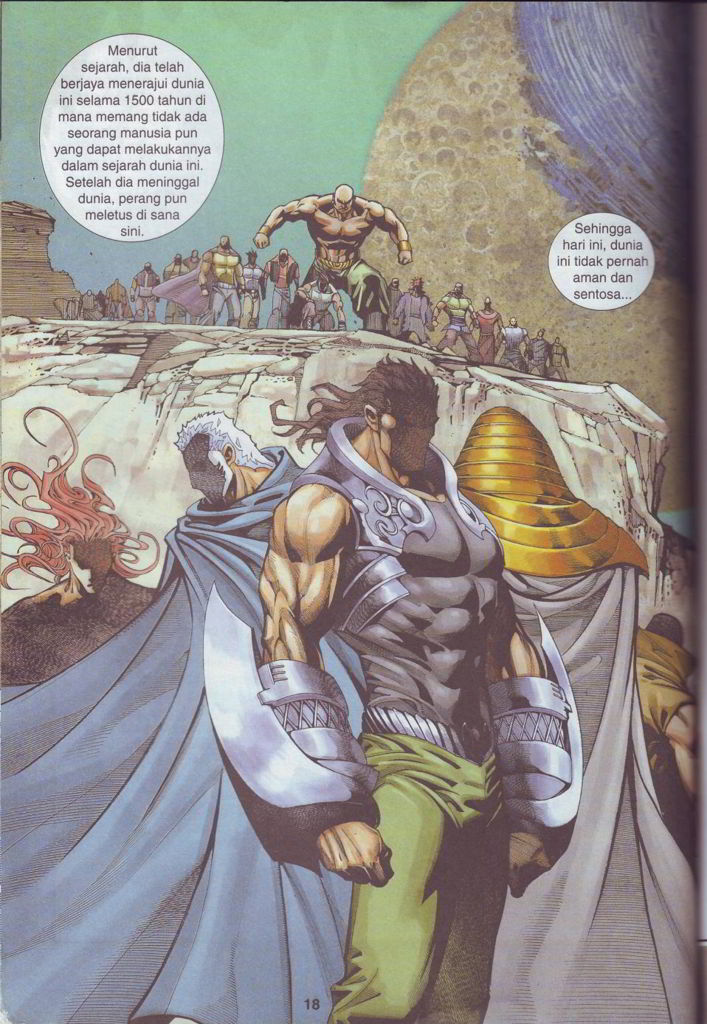 Menurut
sejarah, dia telah
berjaya menerajui dunia
ini selama 1500 tahun di
mana memang tidak ada
seorang manusia pun
yang dapat melakukannya
dalam sejarah dunia ini.
Setelah dia meninggal
dunia, perang pun
meletus di sana
sini.
Sehingga
hari ini, dunia
ini tidak pernah
aman dan
sentosa...
18